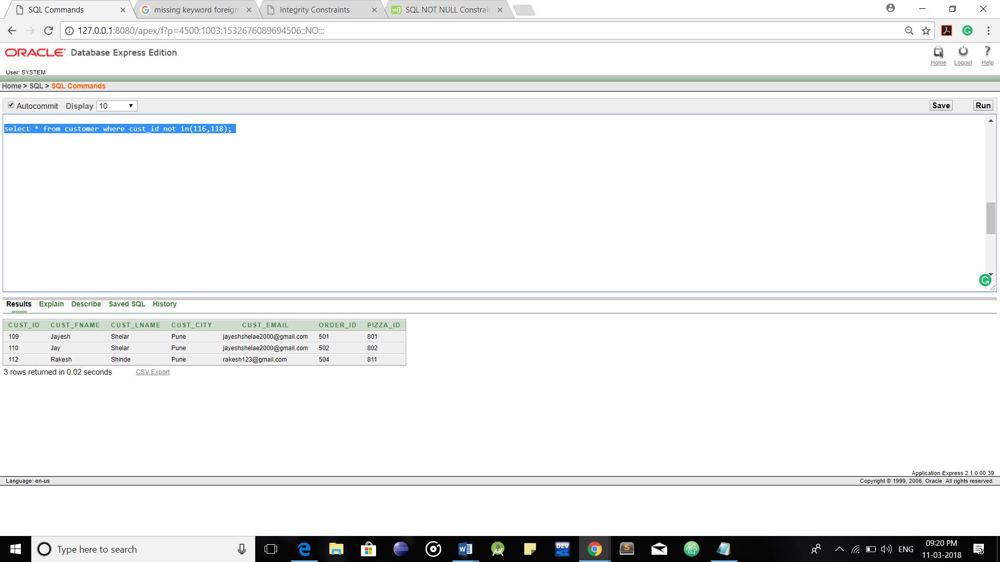 SQL Commands
missing keyword foreign
Integrity Constraints
w3 SQL NOT NULL Constrain
127.0.0.1:8080/apex/f?p=4500:1003:1532676089694506::NO:::
ORACLE Database Express Edition
Home Logout Help
User: SYSTEM
Home > SQL > SQL Commands
Autocommit Display 10 Save Run
select * from customer where cust_id not in(116,118);
Results Explain Describe Saved SQL History
CUST_ID CUST_FNAME CUST_LNAME CUST_CITY CUST_EMAIL ORDER_ID PIZZA_ID
109 Jayesh Shelar Pune jayeshshelae2000@gmail.com 501 801
110 Jay Shelar Pune jayeshshelae2000@gmail.com 502 802
112 Rakesh Shinde Pune rakesh123@gmail.com 504 811
3 rows returned in 0.02 seconds CSV Export
Application Express 2.1.0.00.39
Language: en-us Copyright © 1999, 2006, Oracle. All rights reserved.
Type here to search
DEV C++
ENG
09:20 PM
11-03-2018